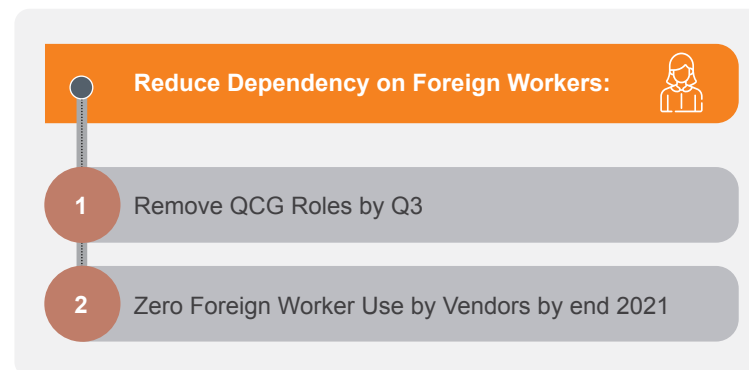 Reduce Dependency on Foreign Workers:
1 Remove QCG Roles by Q3
2 Zero Foreign Worker Use by Vendors by end 2021